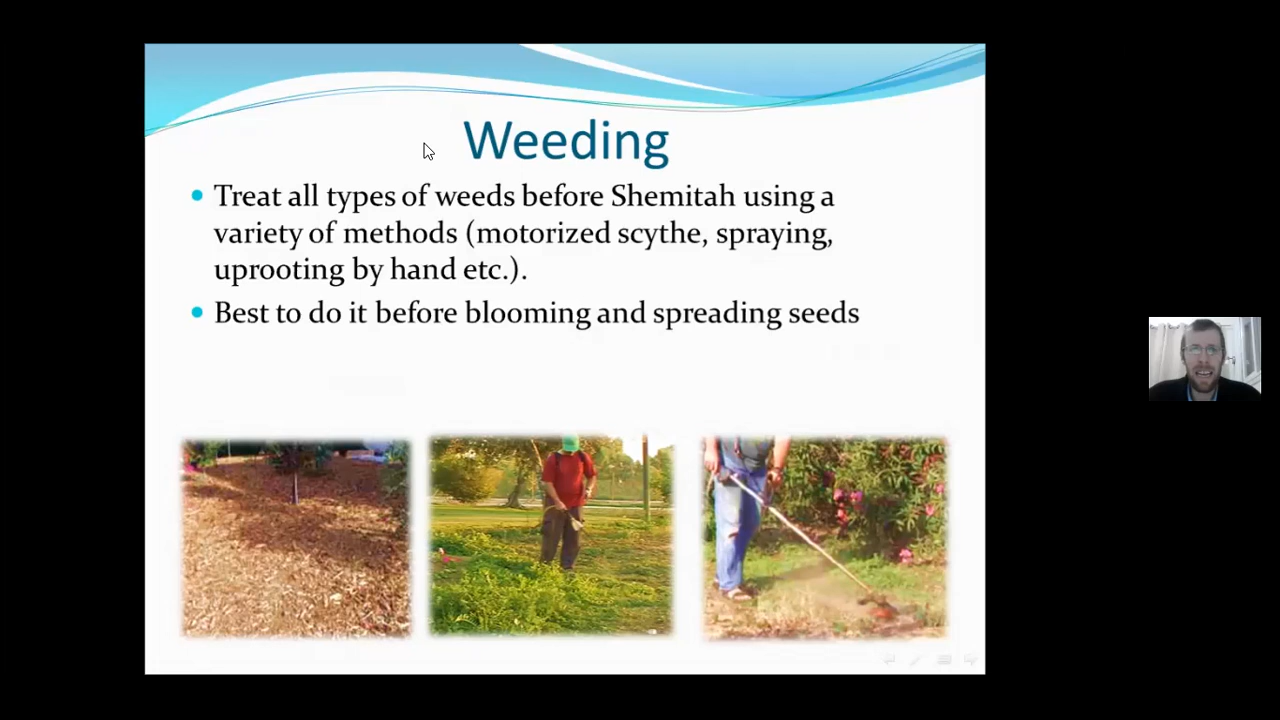 Weeding
Treat all types of weeds before Shemitah using a
variety of methods (motorized scythe, spraying,
uprooting by hand etc.).
Best to do it before blooming and spreading seeds